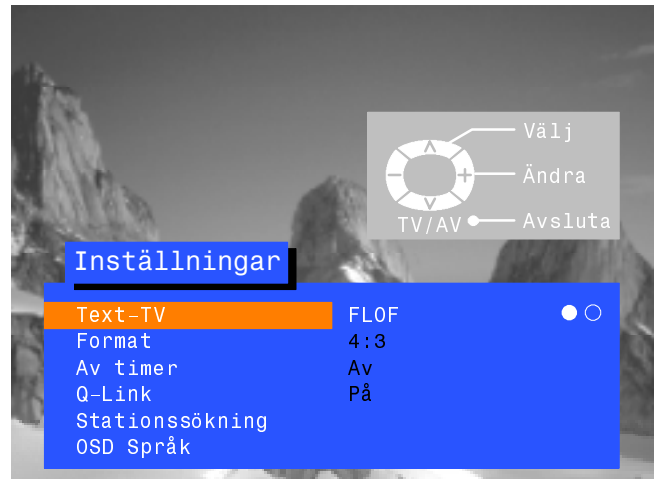 Välj
Ändra
TV/AV Avsluta
Inställningar
Text-TV FLOF
Format 4:3
Av timer Av
Q-Link På
Stationssökning
OSD Språk